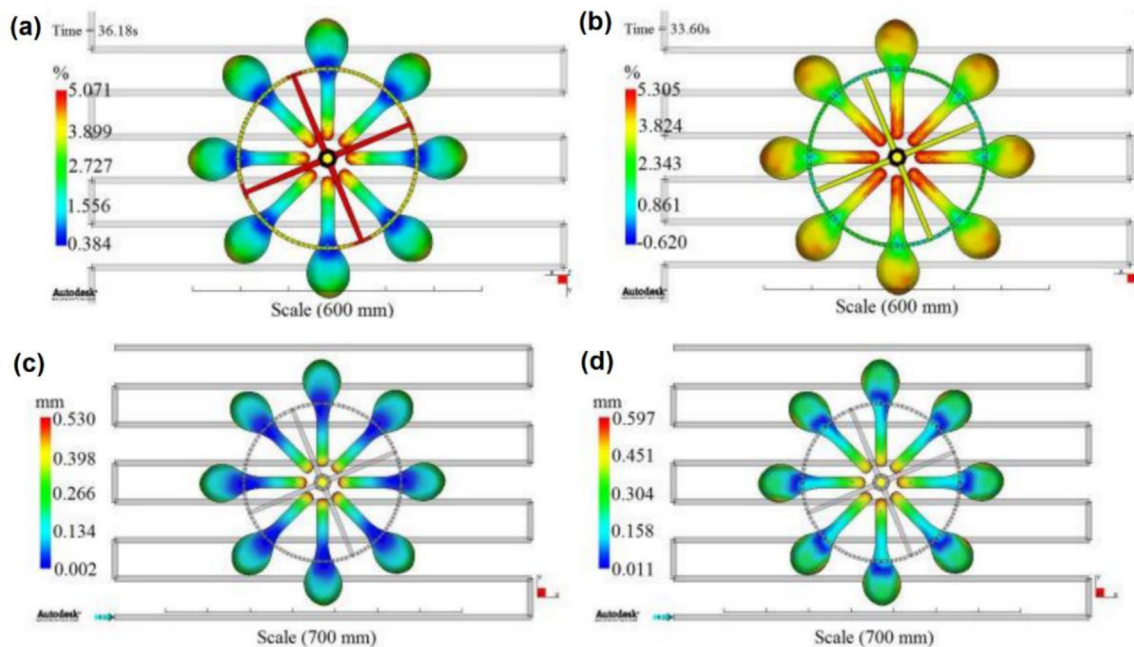 (a)
Time = 36.18s
%
5.071
3.899
2.727
1.556
0.384
Autodesk
Scale (600 mm)
(b)
Time = 33.60s
%
5.305
3.824
2.343
0.861
-0.620
Autodesk
Scale (600 mm)
(c)
mm
0.530
0.398
0.266
0.134
0.002
Autodesk
Scale (700 mm)
(d)
mm
0.597
0.451
0.304
0.158
0.011
Autodesk
Scale (700 mm)